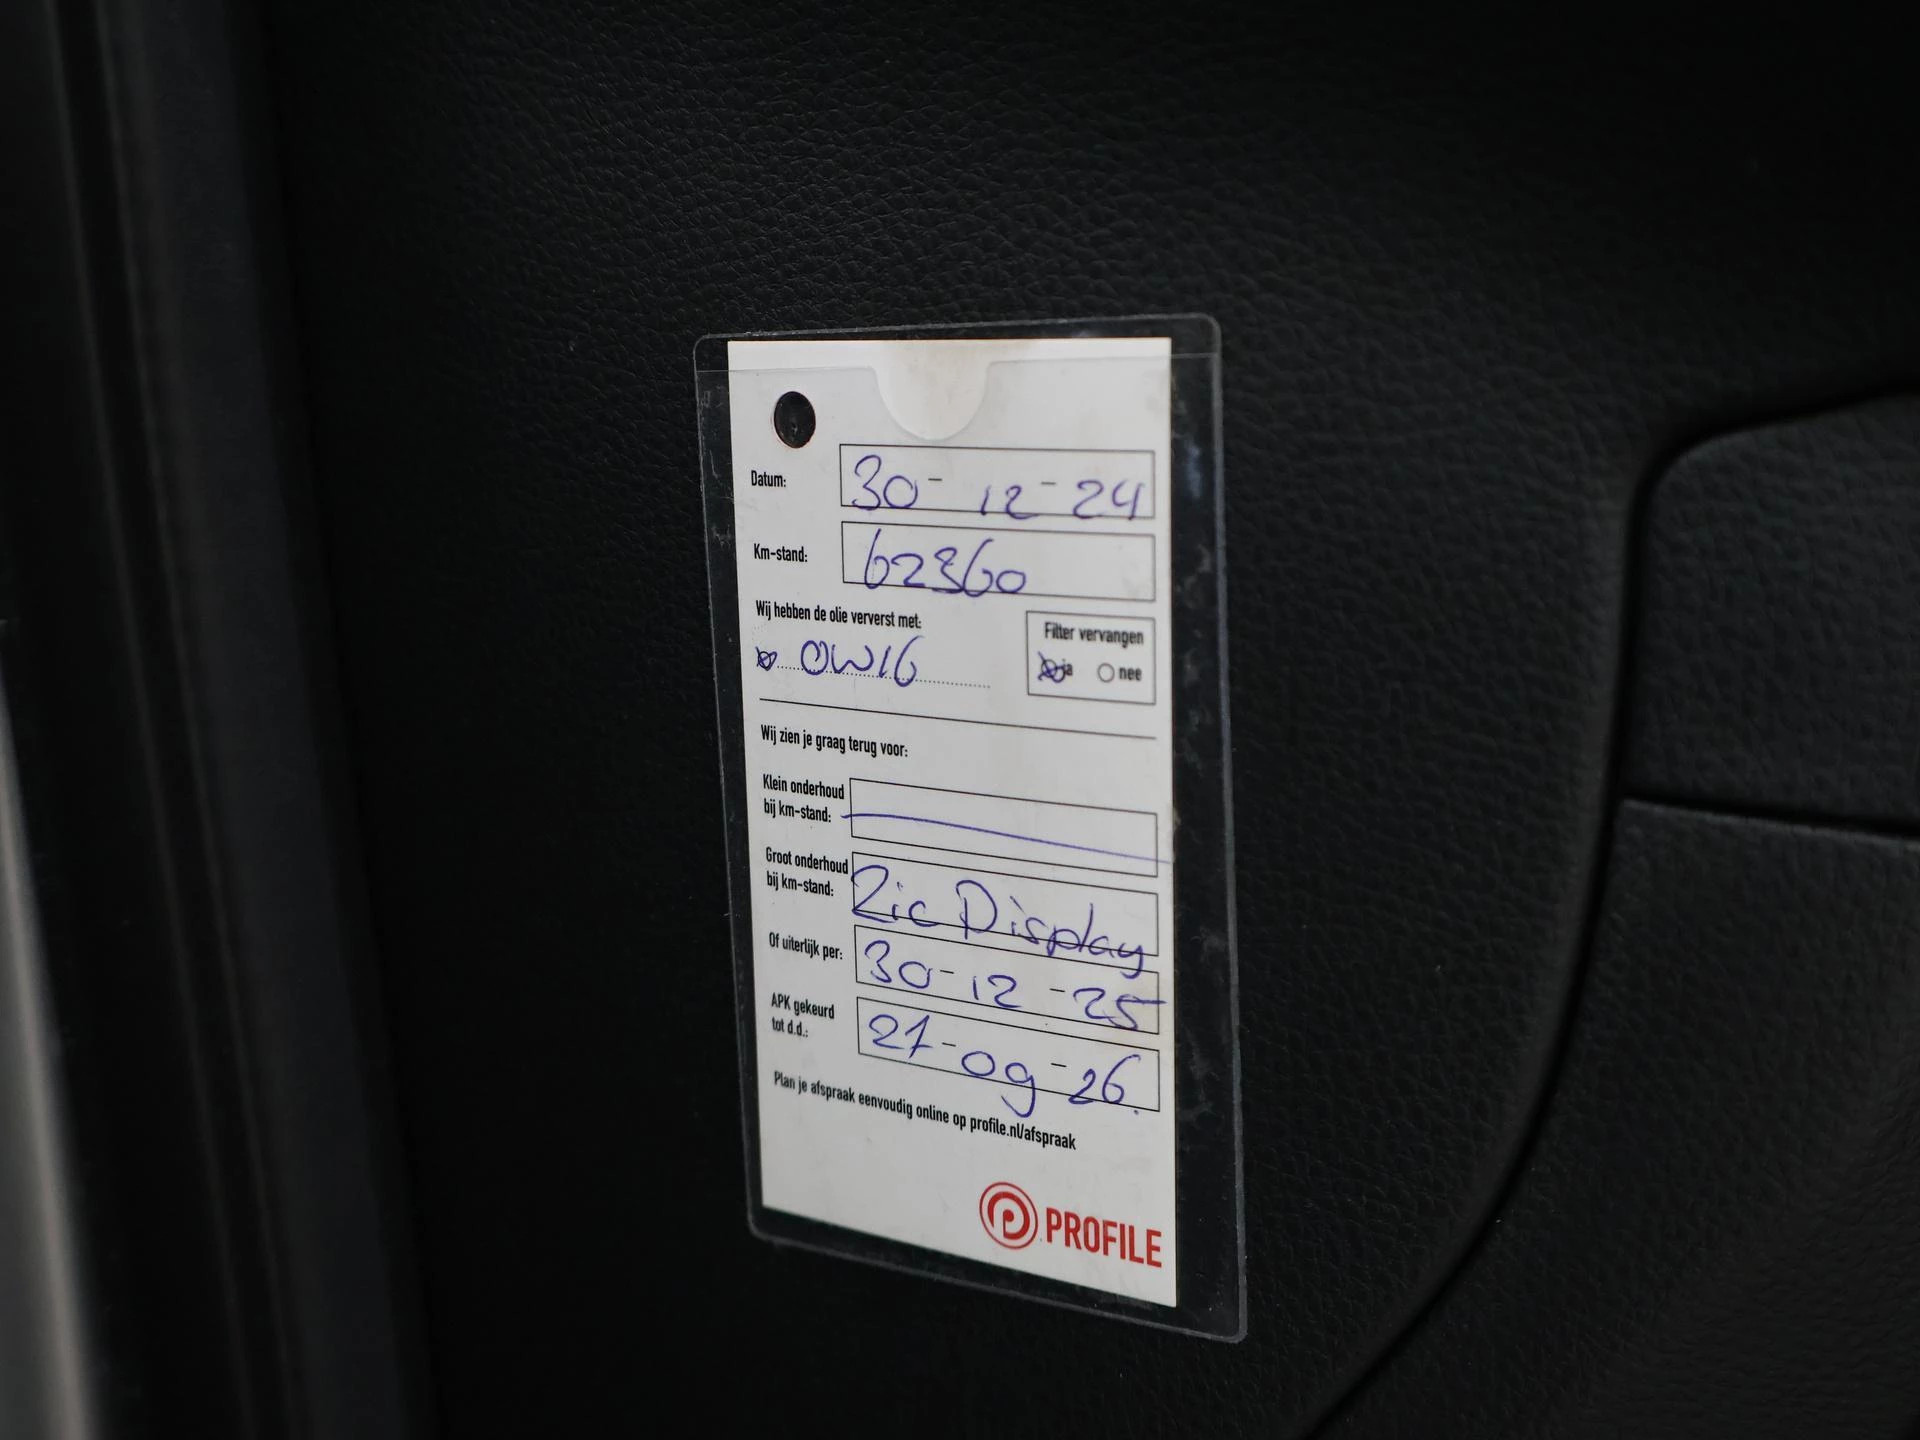 Datum: 30-12-24
Km-stand: 62360
Wij hebben de olie ververst met:
0W16
Filter vervangen
ja nee
Wij zien je graag terug voor:
Klein onderhoud
bij km-stand:
Groot onderhoud
bij km-stand: Zie Display
Of uiterlijk per: 30-12-25
APK gekeurd
tot d.d.: 27-09-26
Plan je afspraak eenvoudig online op profile.nl/afspraak
PROFILE